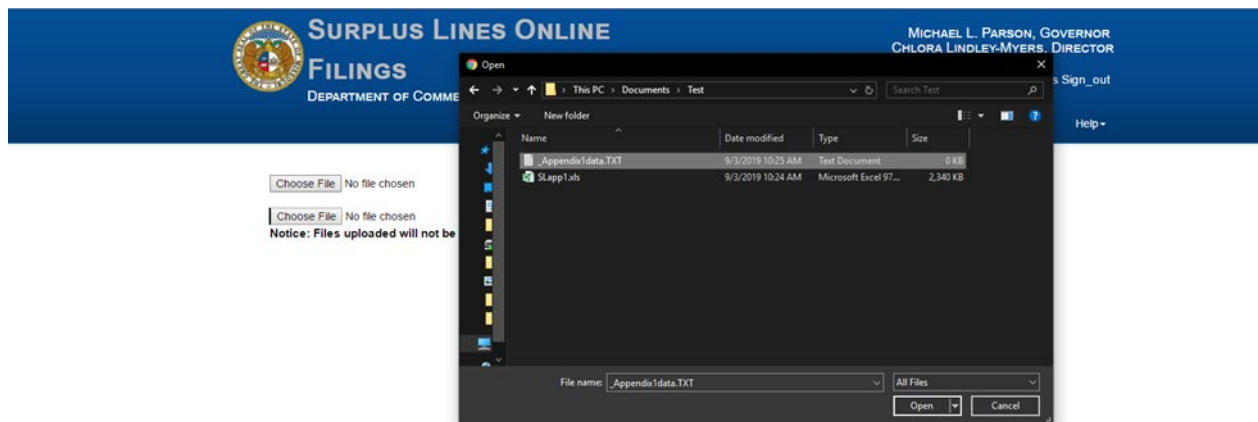 SURPLUS LINES ONLINE
FILINGS
DEPARTMENT OF COMME
MICHAEL L. PARSON, GOVERNOR
CHLORA LINDLEY-MYERS, DIRECTOR
s Sign_out
Help
Choose File No file chosen
Choose File No file chosen
Notice: Files uploaded will not be
Open
This PC > Documents > Test
Search Test
Organize New folder
Name Date modified Type Size
_Appendix1data.TXT 9/3/2019 10:25 AM Text Document 0 KB
SLapp1.xls 9/3/2019 10:24 AM Microsoft Excel 97... 2,340 KB
File name: _Appendix1data.TXT All Files
Open Cancel